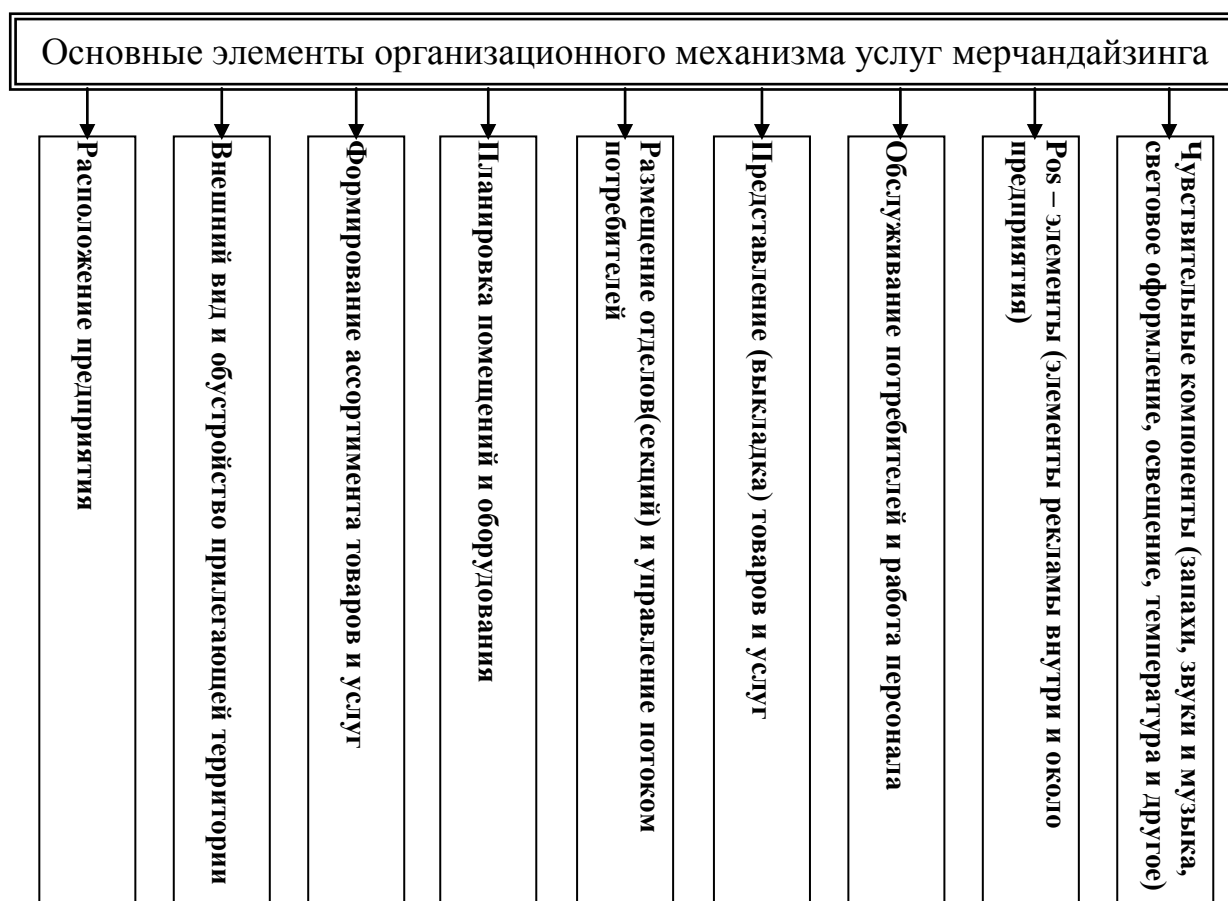 Основные элементы организационного механизма услуг мерчандайзинга
Расположение предприятия
Внешний вид и обустройство прилегающей территории
Формирование ассортимента товаров и услуг
Планировка помещений и оборудования
Размещение отделов(секций) и управление потоком
потребителей
Представление (выкладка) товаров и услуг
Обслуживание потребителей и работа персонала
Pos – элементы (элементы рекламы внутри и около
предприятия)
Чувствительные компоненты (запахи, звуки и музыка,
световое оформление, освещение, температура и другое)